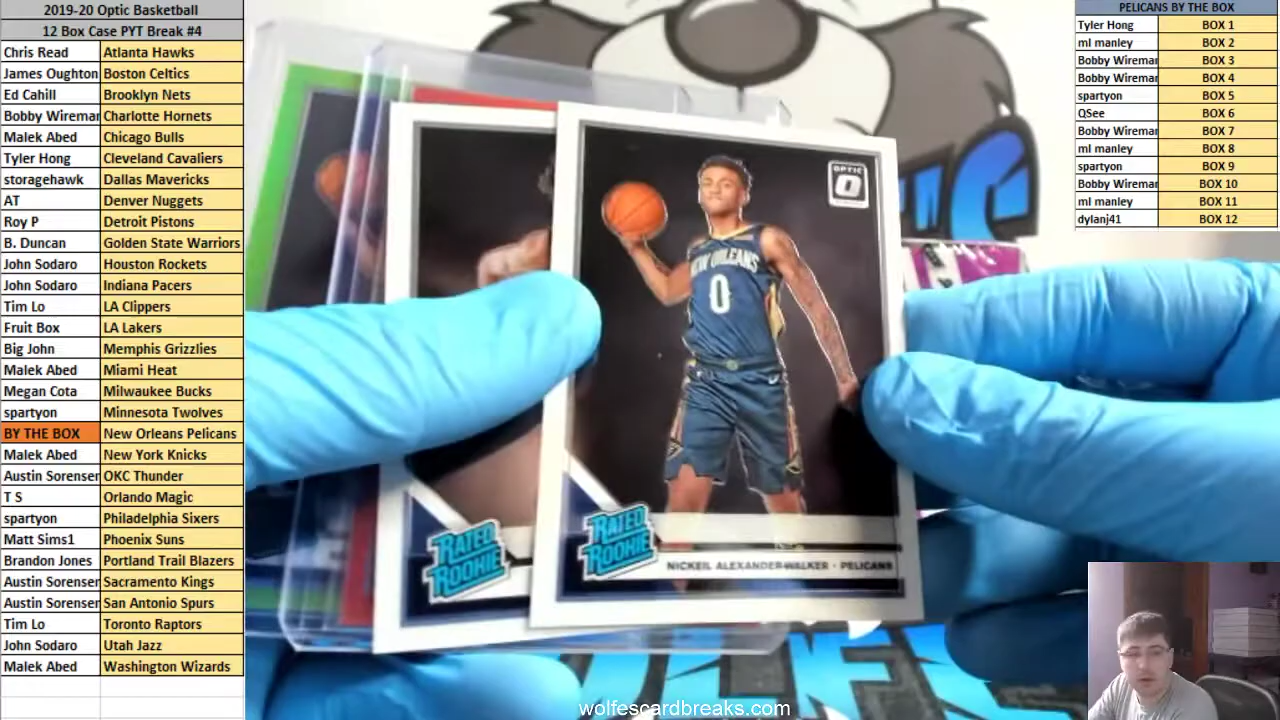 2019-20 Optic Basketball
12 Box Case PYT Break #4
Chris Read Atlanta Hawks
James Oughton Boston Celtics
Ed Cahill Brooklyn Nets
Bobby Wireman Charlotte Hornets
Malek Abed Chicago Bulls
Tyler Hong Cleveland Cavaliers
storagehawk Dallas Mavericks
AT Denver Nuggets
Roy P Detroit Pistons
B. Duncan Golden State Warriors
John Sodaro Houston Rockets
John Sodaro Indiana Pacers
Tim Lo LA Clippers
Fruit Box LA Lakers
Big John Memphis Grizzlies
Malek Abed Miami Heat
Megan Cota Milwaukee Bucks
spartyon Minnesota Twolves
BY THE BOX New Orleans Pelicans
Malek Abed New York Knicks
Austin Sorensen OKC Thunder
T S Orlando Magic
spartyon Philadelphia Sixers
Matt Sims1 Phoenix Suns
Brandon Jones Portland Trail Blazers
Austin Sorensen Sacramento Kings
Austin Sorensen San Antonio Spurs
Tim Lo Toronto Raptors
John Sodaro Utah Jazz
Malek Abed Washington Wizards
PELICANS BY THE BOX
Tyler Hong BOX 1
ml manley BOX 2
Bobby Wireman BOX 3
Bobby Wireman BOX 4
spartyon BOX 5
QSee BOX 6
Bobby Wireman BOX 7
ml manley BOX 8
spartyon BOX 9
Bobby Wireman BOX 10
ml manley BOX 11
dylanj41 BOX 12
OPTIC
NEW ORLEANS
0
RATED
ROOKIE
RATED
ROOKIE
NICKEIL ALEXANDER-WALKER • PELICANS
wolfescardbreaks.com